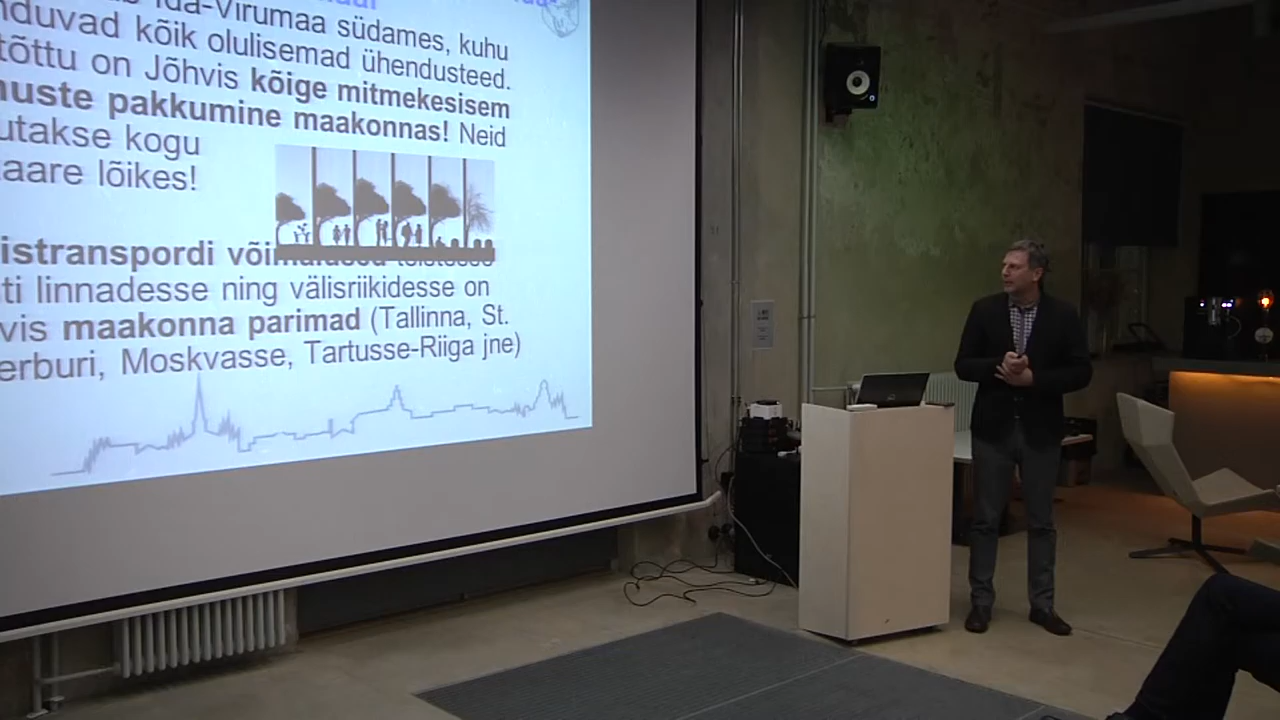 Ida-Virumaa südames, kuhu
nduvad kõik olulisemad ühendusteed.
tõttu on Jõhvis kõige mitmekesisem
nuste pakkumine maakonnas! Neid
utakse kogu
aare lõikes!
istranspordi võimalused teistesse
ti linnadesse ning välisriikidesse on
vis maakonna parimad (Tallinna, St.
erburi, Moskvasse, Tartusse-Riiga jne)